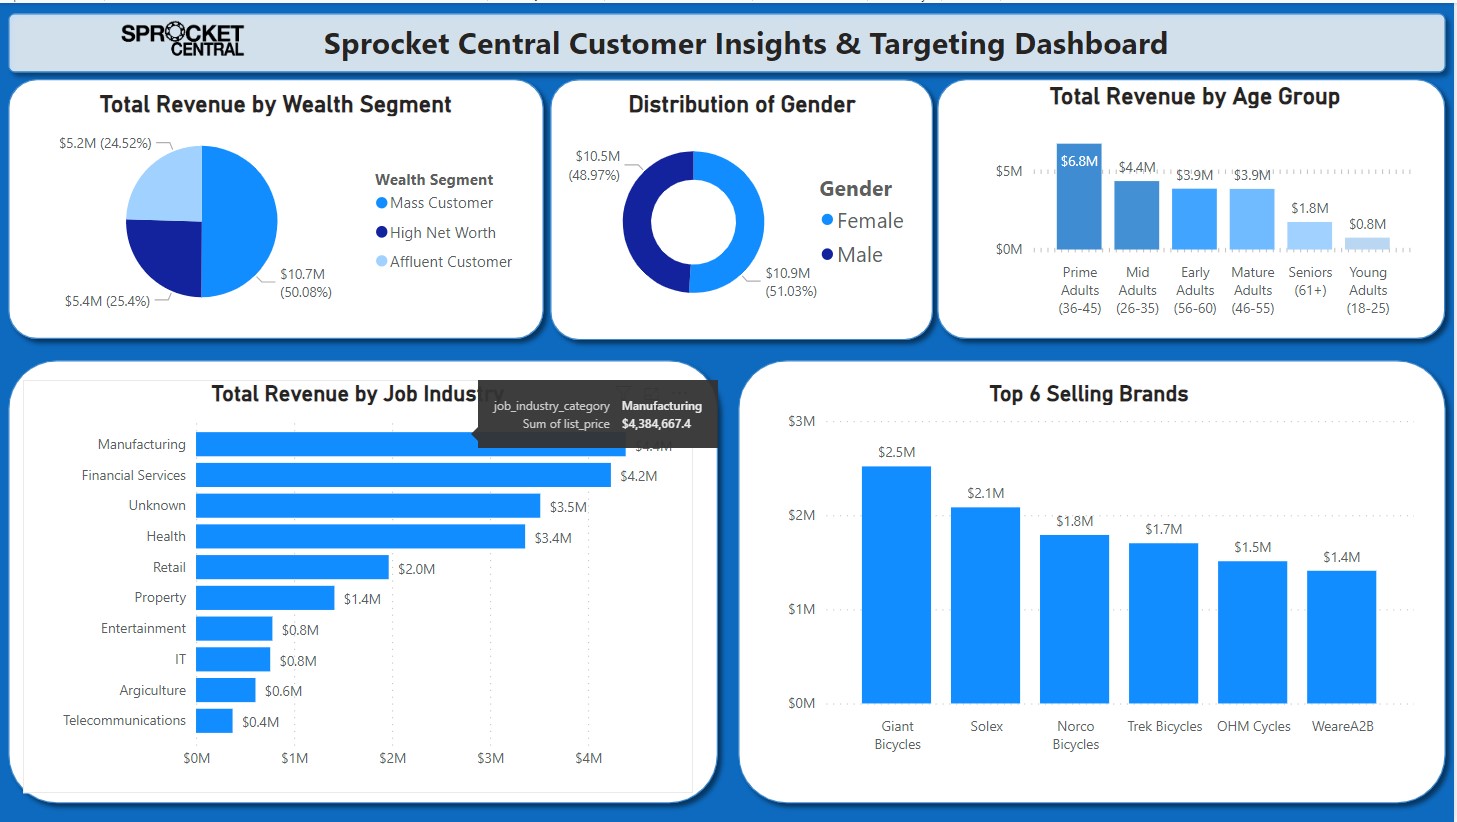 SPROCKET
CENTRAL
Sprocket Central Customer Insights & Targeting Dashboard
Total Revenue by Wealth Segment
$5.2M (24.52%)
$5.4M (25.4%)
$10.7M
(50.08%)
Wealth Segment
Mass Customer
High Net Worth
Affluent Customer
Distribution of Gender
$10.5M
(48.97%)
$10.9M
(51.03%)
Gender
Female
Male
Total Revenue by Age Group
$5M
$0M
$6.8M
$4.4M
$3.9M
$3.9M
$1.8M
$0.8M
Prime
Adults
(36-45)
Mid
Adults
(26-35)
Early
Adults
(56-60)
Mature
Adults
(46-55)
Seniors
(61+)
Young
Adults
(18-25)
Total Revenue by Job Industry
job_industry_category Manufacturing
Sum of list_price $4,384,667.4
Manufacturing $4.4M
Financial Services $4.2M
Unknown $3.5M
Health $3.4M
Retail $2.0M
Property $1.4M
Entertainment $0.8M
IT $0.8M
Argiculture $0.6M
Telecommunications $0.4M
$0M $1M $2M $3M $4M
Top 6 Selling Brands
$3M
$2M
$1M
$0M
$2.5M
$2.1M
$1.8M
$1.7M
$1.5M
$1.4M
Giant
Bicycles
Solex
Norco
Bicycles
Trek Bicycles
OHM Cycles
WeareA2B